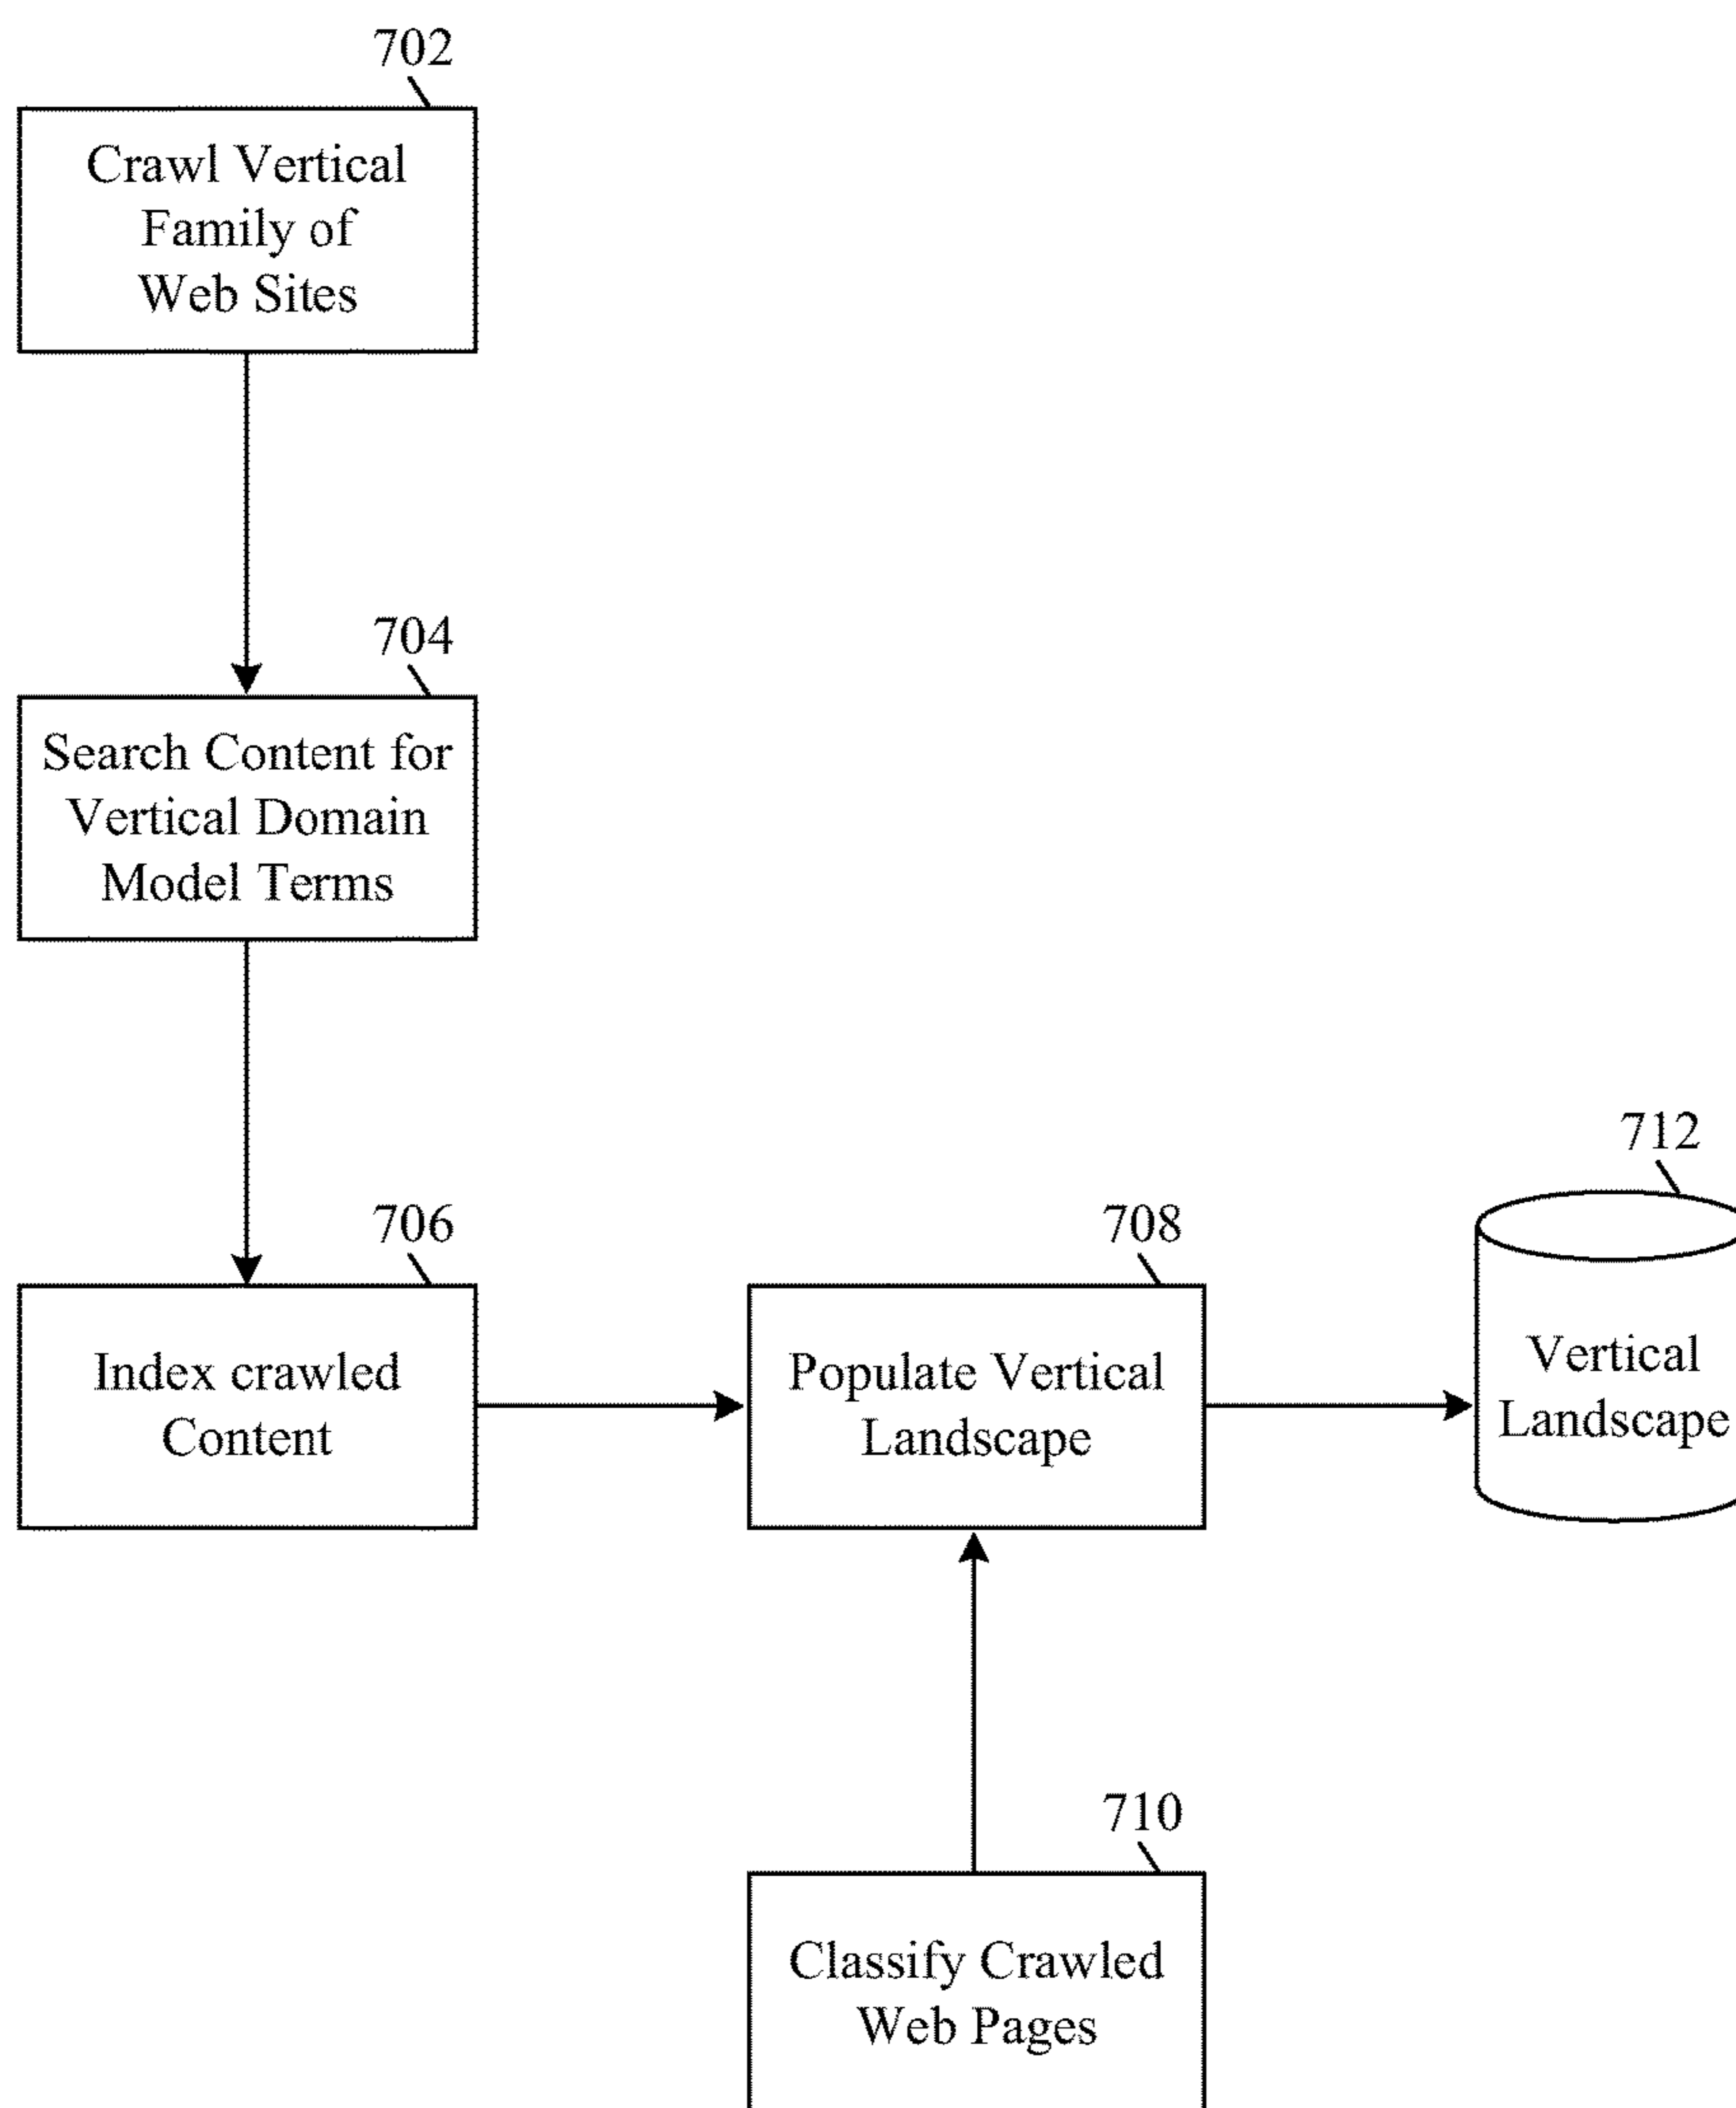 702
Crawl Vertical
Family of
Web Sites
704
Search Content for
Vertical Domain
Model Terms
706
Index crawled
Content
708
Populate Vertical
Landscape
712
Vertical
Landscape
710
Classify Crawled
Web Pages